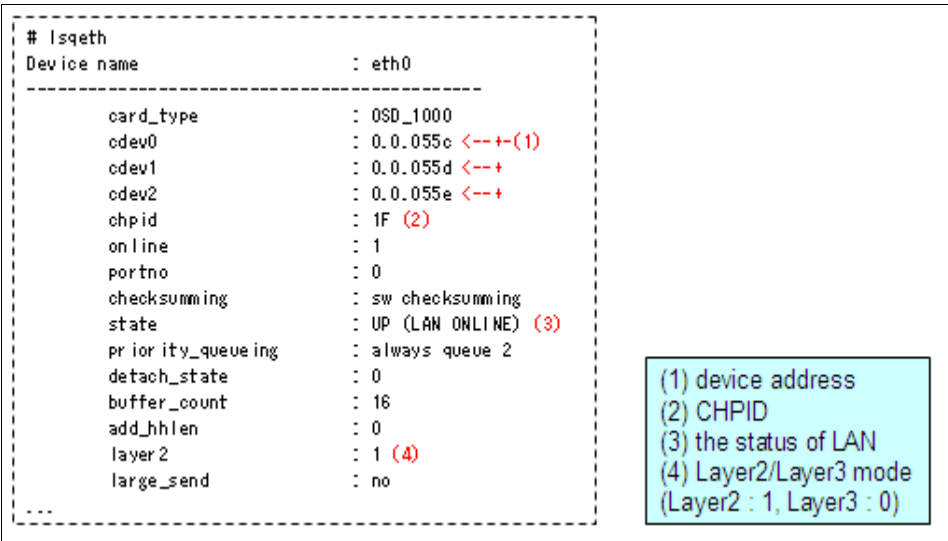 # lsqeth
Device name : eth0
---------------------------------------------
card_type : OSD_1000
cdev0 : 0.0.055c <--+-(1)
cdev1 : 0.0.055d <--+
cdev2 : 0.0.055e <--+
chpid : 1F (2)
online : 1
portno : 0
checksumming : sw checksumming
state : UP (LAN ONLINE) (3)
priority_queueing : always queue 2
detach_state : 0
buffer_count : 16
add_hhlen : 0
layer2 : 1 (4)
large_send : no
...
(1) device address
(2) CHPID
(3) the status of LAN
(4) Layer2/Layer3 mode
(Layer2 : 1, Layer3 : 0)